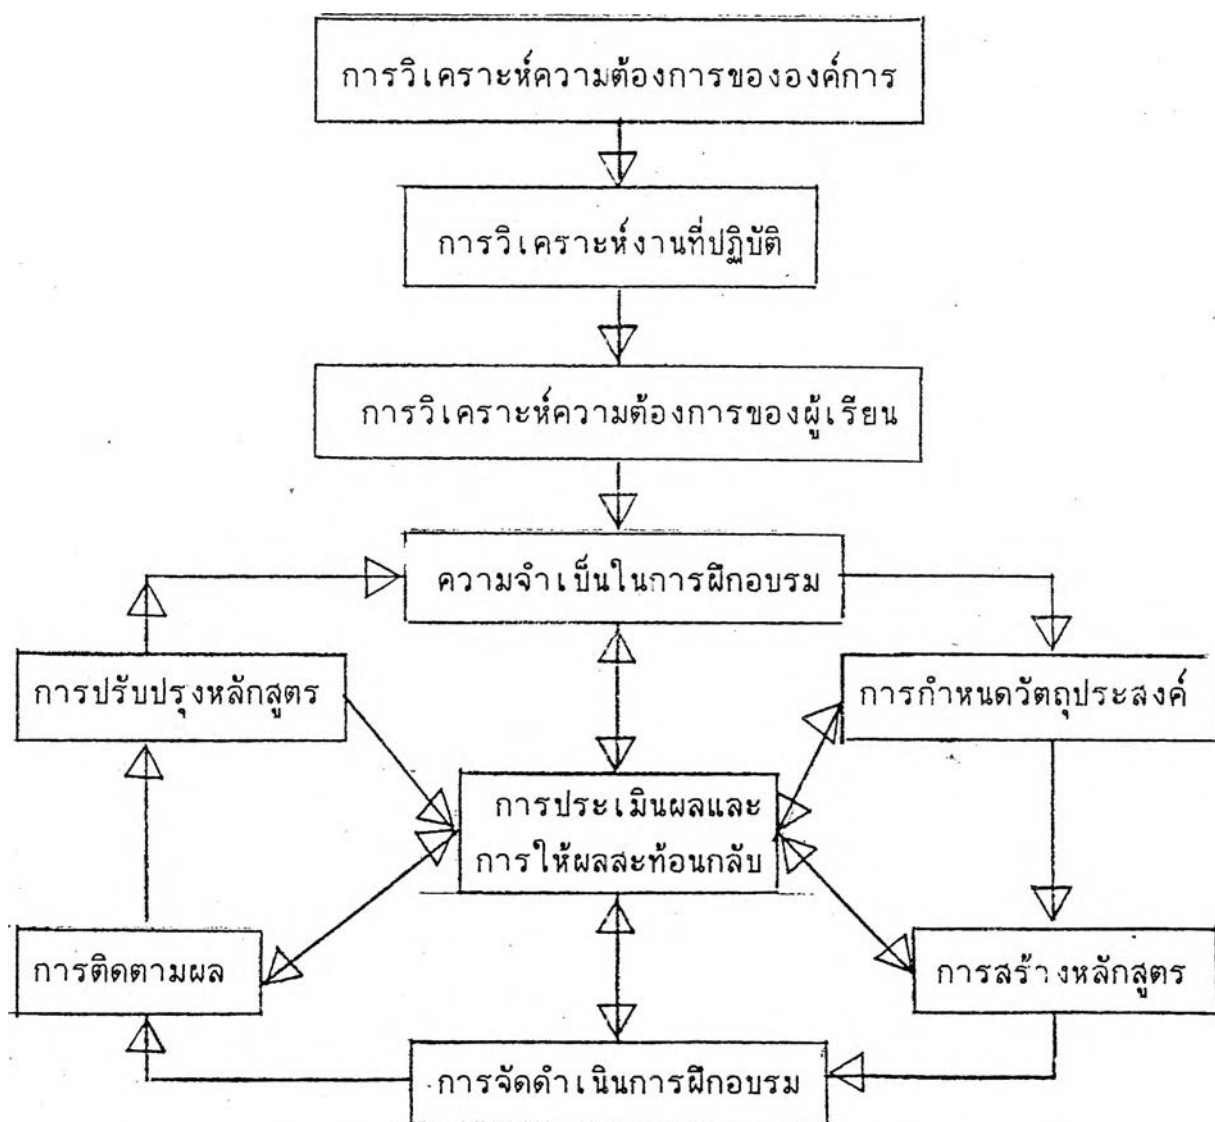 การวิเคราะห์ความต้องการขององค์การ
การวิเคราะห์งานที่ปฏิบัติ
การวิเคราะห์ความต้องการของผู้เรียน
ความจำเป็นในการฝึกอบรม
การปรับปรุงหลักสูตร
การกำหนดวัตถุประสงค์
การประเมินผลและ
การให้ผลสะท้อนกลับ
การติดตามผล
การสร้างหลักสูตร
การจัดดำเนินการฝึกอบรม